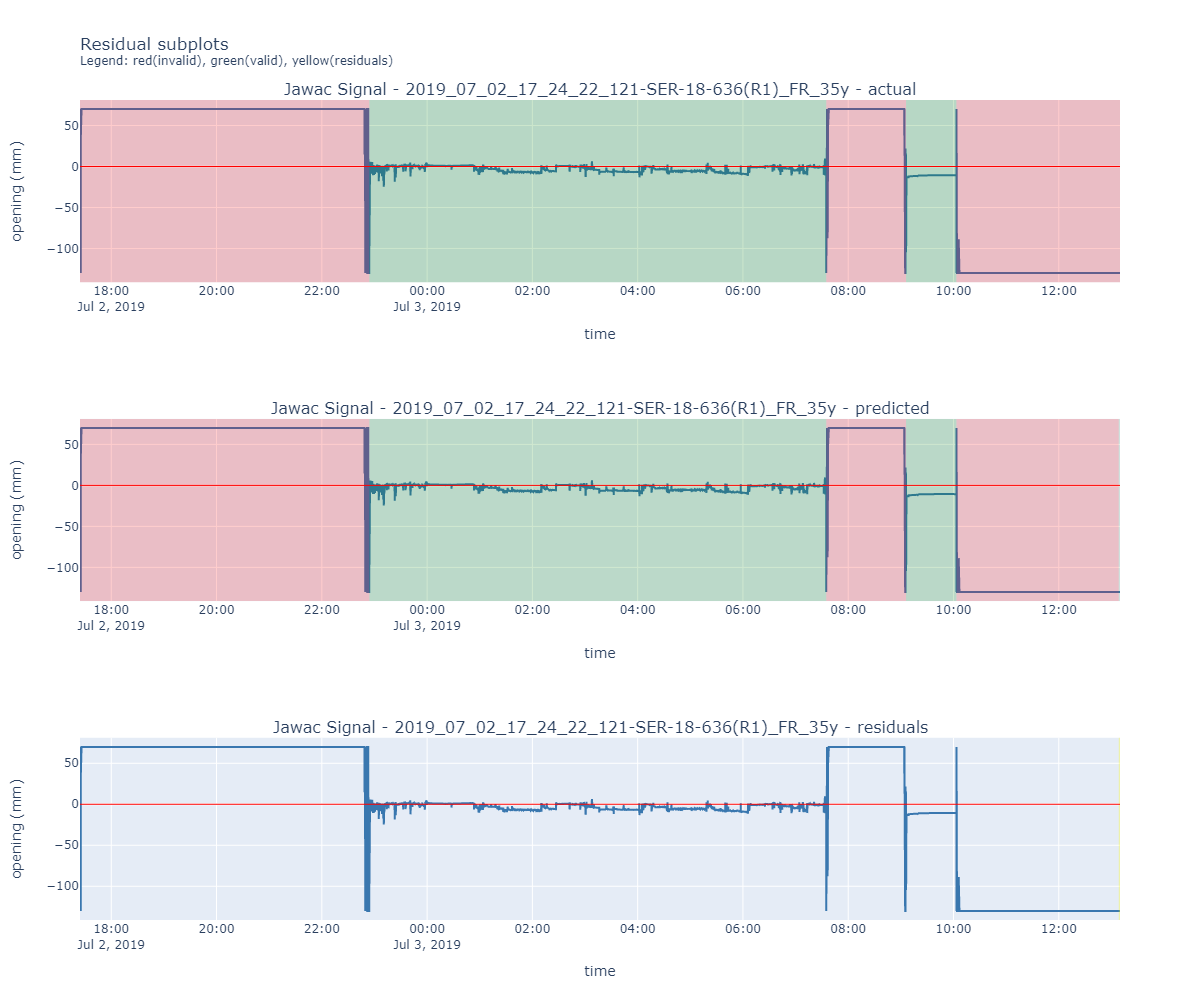 Residual subplots
Legend: red(invalid), green(valid), yellow(residuals)
Jawac Signal - 2019_07_02_17_24_22_121-SER-18-636(R1)_FR_35y - actual
opening (mm)
50
0
−50
−100
18:00 20:00 22:00 00:00 02:00 04:00 06:00 08:00 10:00 12:00
Jul 2, 2019 Jul 3, 2019
time
Jawac Signal - 2019_07_02_17_24_22_121-SER-18-636(R1)_FR_35y - predicted
opening (mm)
50
0
−50
−100
18:00 20:00 22:00 00:00 02:00 04:00 06:00 08:00 10:00 12:00
Jul 2, 2019 Jul 3, 2019
time
Jawac Signal - 2019_07_02_17_24_22_121-SER-18-636(R1)_FR_35y - residuals
opening (mm)
50
0
−50
−100
18:00 20:00 22:00 00:00 02:00 04:00 06:00 08:00 10:00 12:00
Jul 2, 2019 Jul 3, 2019
time